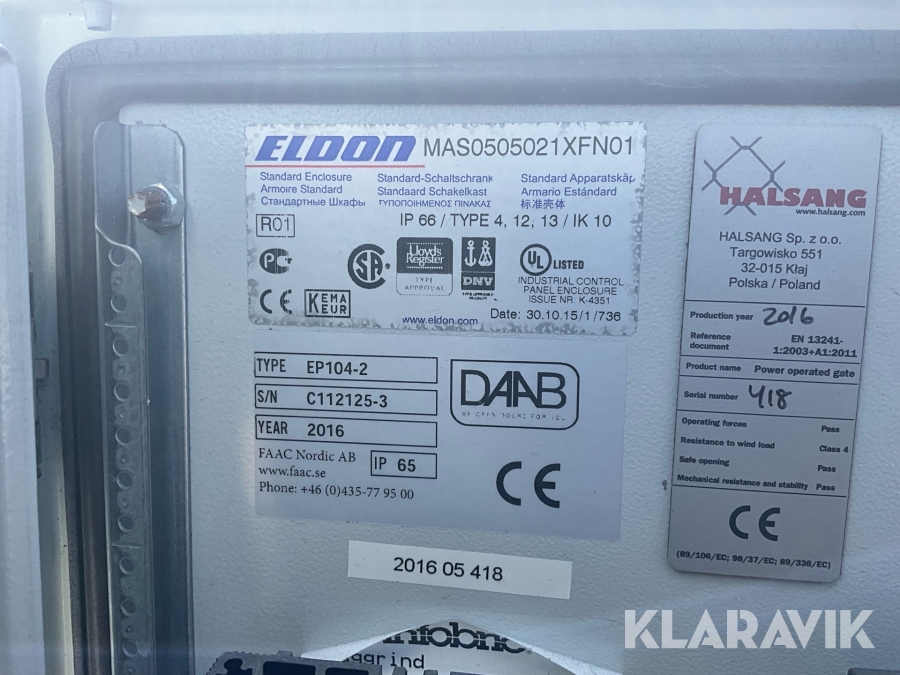 ELDON MAS0505021XFN01
Standard Enclosure Standard-Schaltschrank Standard Apparatskåp
Armoire Standard Standaard Schakelkast Armario Estándard
Стандартные Шкафы ΤΥΠΟΠΟΙΗΜΕΝΟΣ ΠΙΝΑΚΑΣ 标准壳体
R01 IP 66 / TYPE 4, 12, 13 / IK 10
Lloyd's
Register
TYPE
APPROVAL
DNV
UL LISTED
INDUSTRIAL CONTROL
PANEL ENCLOSURE
ISSUE NR K-4351
CE KEMA
KEUR
www.eldon.com Date: 30.10.15/1/736
TYPE EP104-2
S/N C112125-3
YEAR 2016
FAAC Nordic AB IP 65
www.faac.se
Phone: +46 (0)435-77 95 00
DAAB
CE
2016 05 418
HALSANG
www.halsang.com
HALSANG Sp. z o.o.
Targowisko 551
32-015 Kłaj
Polska / Poland
Production year 2016
Reference
document EN 13241-
1:2003+A1:2011
Product name Power operated gate
Serial number 418
Operating forces Pass
Resistance to wind load Class 4
Safe opening Pass
Mechanical resistance and stability Pass
CE
(89/106/EC; 98/37/EC; 89/336/EC)
KLARAVIK